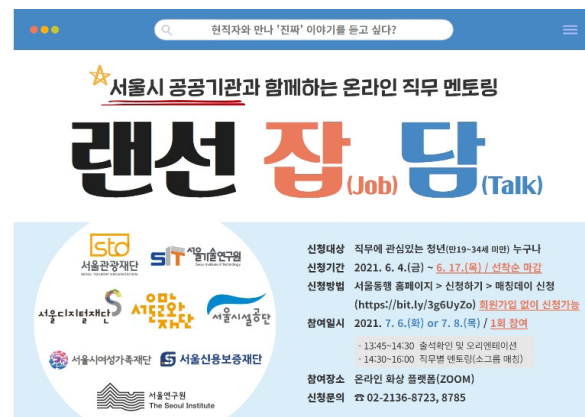 현직자와 만나 '진짜' 이야기를 듣고 싶다?
서울시 공공기관과 함께하는 온라인 직무 멘토링
랜선 잡(Job) 담(Talk)
sto
서울관광재단
SEOUL TOURISM ORGANIZATION
SIT 서울기술연구원
서울디지털재단
서울문화재단
서울시설공단
서울시여성가족재단
서울신용보증재단
서울연구원
The Seoul Institute
신청대상 직무에 관심있는 청년(만19~34세 미만) 누구나
신청기간 2021. 6. 4.(금) ~ 6. 17.(목) / 선착순 마감
신청방법 서울동행 홈페이지 > 신청하기 > 매칭데이 신청
(https://bit.ly/3g6UyZo) 회원가입 없이 신청가능
참여일시 2021. 7. 6.(화) or 7. 8.(목) / 1회 참여
- 13:45~14:30 출석확인 및 오리엔테이션
- 14:30~16:00 직무별 멘토링(소그룹 매칭)
참여장소 온라인 화상 플랫폼(ZOOM)
신청문의 ☎ 02-2136-8723, 8785